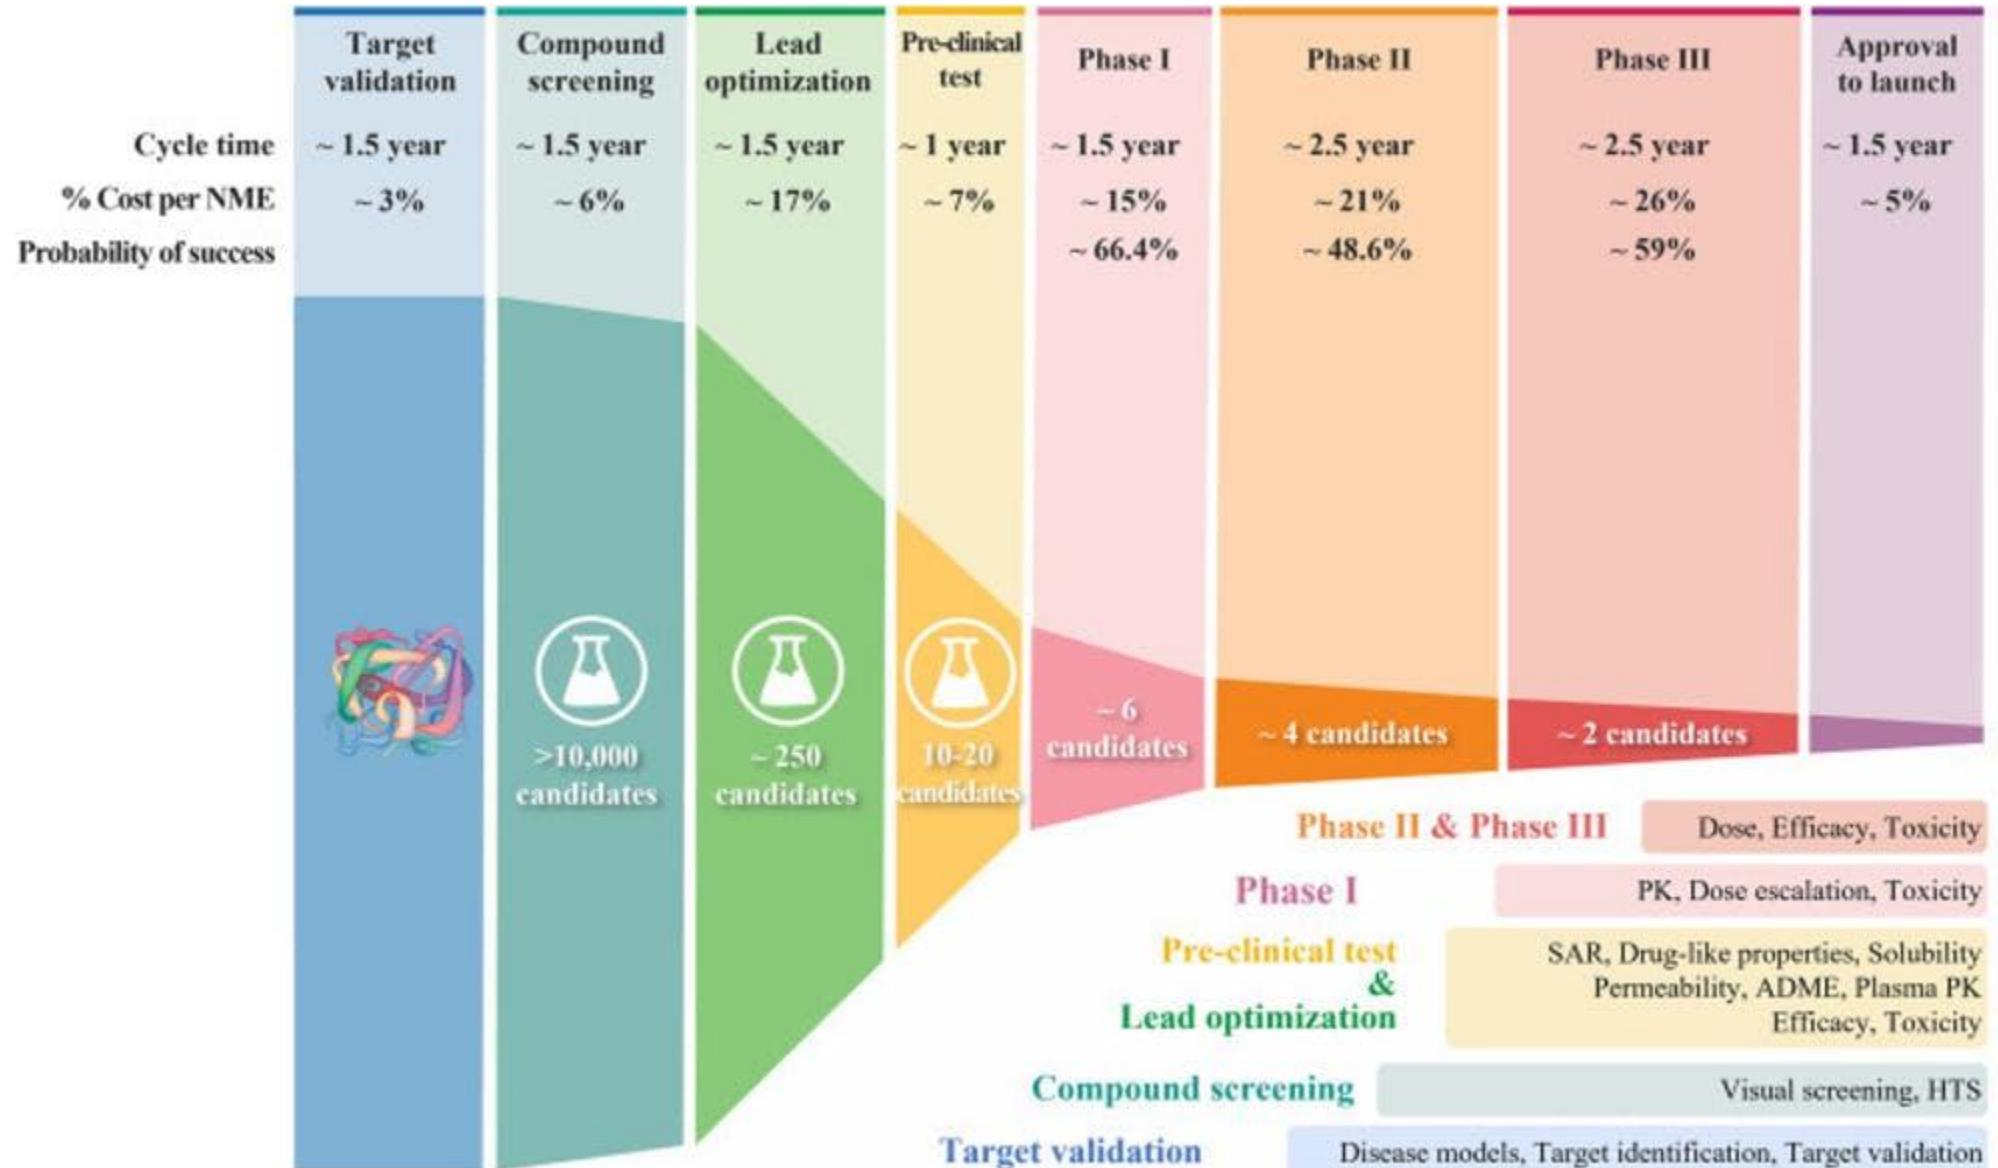 Target validation
Compound screening
Lead optimization
Pre-clinical test
Phase I
Phase II
Phase III
Approval to launch
Cycle time ~ 1.5 year ~ 1.5 year ~ 1.5 year ~ 1 year ~ 1.5 year ~ 2.5 year ~ 2.5 year ~ 1.5 year
% Cost per NME ~ 3% ~ 6% ~ 17% ~ 7% ~ 15% ~ 21% ~ 26% ~ 5%
Probability of success ~ 66.4% ~ 48.6% ~ 59%
>10,000
candidates
~ 250
candidates
10-20
candidates
~ 6
candidates
~ 4 candidates
~ 2 candidates
Phase II & Phase III
Dose, Efficacy, Toxicity
Phase I
PK, Dose escalation, Toxicity
Pre-clinical test
&
Lead optimization
SAR, Drug-like properties, Solubility
Permeability, ADME, Plasma PK
Efficacy, Toxicity
Compound screening
Visual screening, HTS
Target validation
Disease models, Target identification, Target validation